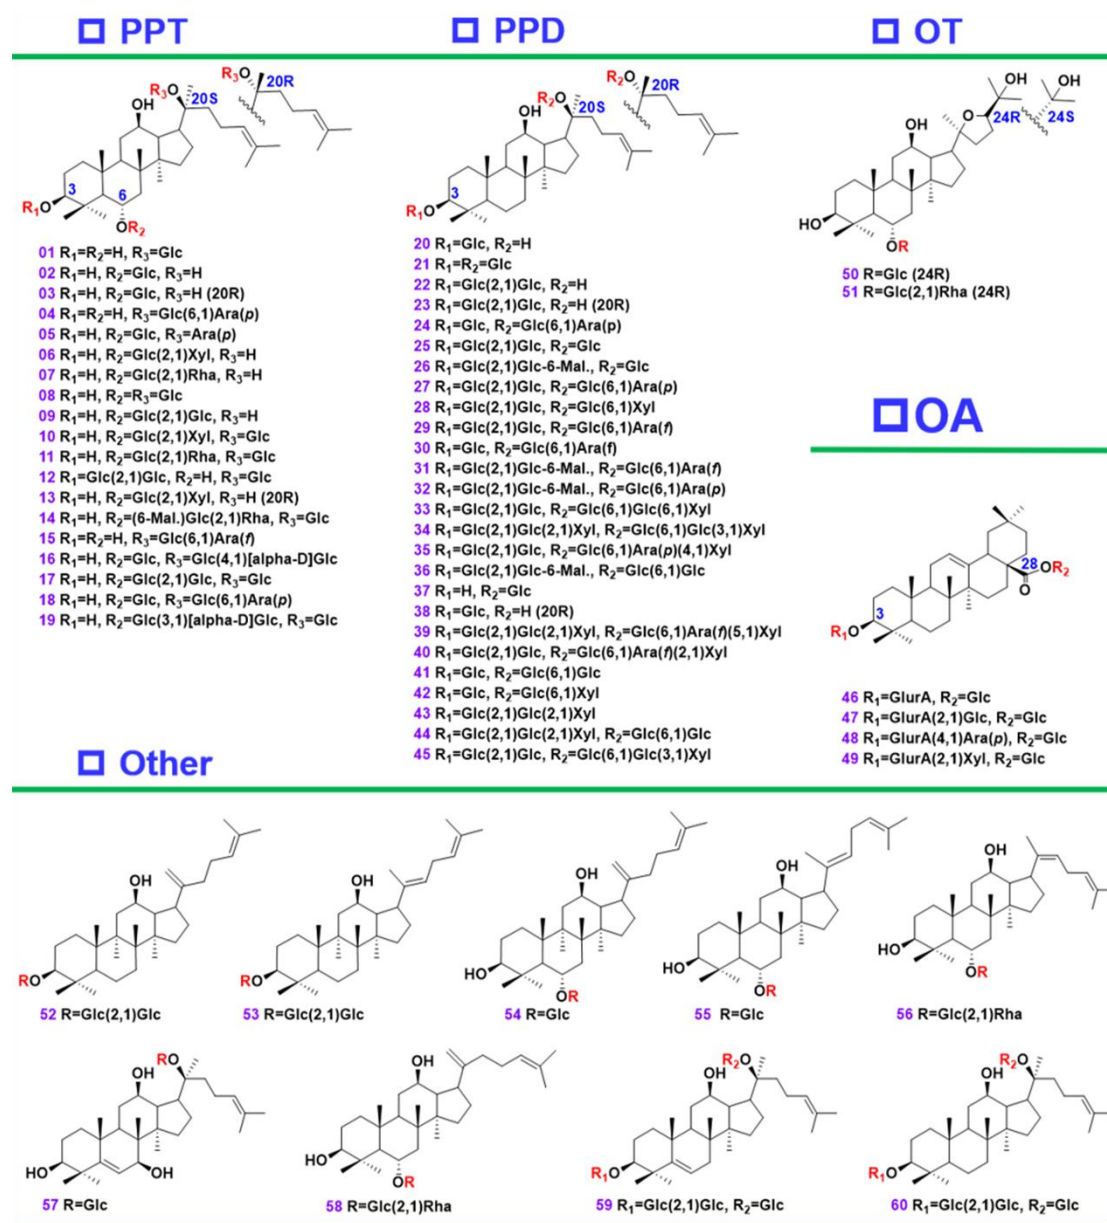 PPT
R₃O 20R
R₃O 20S
OH
3
6
R₁O
OR₂
01 R₁=R₂=H, R₃=Glc
02 R₁=H, R₂=Glc, R₃=H
03 R₁=H, R₂=Glc, R₃=H (20R)
04 R₁=R₂=H, R₃=Glc(6,1)Ara(p)
05 R₁=H, R₂=Glc, R₃=Ara(p)
06 R₁=H, R₂=Glc(2,1)Xyl, R₃=H
07 R₁=H, R₂=Glc(2,1)Rha, R₃=H
08 R₁=H, R₂=R₃=Glc
09 R₁=H, R₂=Glc(2,1)Glc, R₃=H
10 R₁=H, R₂=Glc(2,1)Xyl, R₃=Glc
11 R₁=H, R₂=Glc(2,1)Rha, R₃=Glc
12 R₁=Glc(2,1)Glc, R₂=H, R₃=Glc
13 R₁=H, R₂=Glc(2,1)Xyl, R₃=H (20R)
14 R₁=H, R₂=(6-Mal.)Glc(2,1)Rha, R₃=Glc
15 R₁=R₂=H, R₃=Glc(6,1)Ara(f)
16 R₁=H, R₂=Glc, R₃=Glc(4,1)[alpha-D]Glc
17 R₁=H, R₂=Glc(2,1)Glc, R₃=Glc
18 R₁=H, R₂=Glc, R₃=Glc(6,1)Ara(p)
19 R₁=H, R₂=Glc(3,1)[alpha-D]Glc, R₃=Glc
PPD
R₂O 20R
R₂O 20S
OH
3
R₁O
20 R₁=Glc, R₂=H
21 R₁=R₂=Glc
22 R₁=Glc(2,1)Glc, R₂=H
23 R₁=Glc(2,1)Glc, R₂=H (20R)
24 R₁=Glc, R₂=Glc(6,1)Ara(p)
25 R₁=Glc(2,1)Glc, R₂=Glc
26 R₁=Glc(2,1)Glc-6-Mal., R₂=Glc
27 R₁=Glc(2,1)Glc, R₂=Glc(6,1)Ara(p)
28 R₁=Glc(2,1)Glc, R₂=Glc(6,1)Xyl
29 R₁=Glc(2,1)Glc, R₂=Glc(6,1)Ara(f)
30 R₁=Glc, R₂=Glc(6,1)Ara(f)
31 R₁=Glc(2,1)Glc-6-Mal., R₂=Glc(6,1)Ara(f)
32 R₁=Glc(2,1)Glc-6-Mal., R₂=Glc(6,1)Ara(p)
33 R₁=Glc(2,1)Glc, R₂=Glc(6,1)Glc(6,1)Xyl
34 R₁=Glc(2,1)Glc(2,1)Xyl, R₂=Glc(6,1)Glc(3,1)Xyl
35 R₁=Glc(2,1)Glc, R₂=Glc(6,1)Ara(p)(4,1)Xyl
36 R₁=Glc(2,1)Glc-6-Mal., R₂=Glc(6,1)Glc
37 R₁=H, R₂=Glc
38 R₁=Glc, R₂=H (20R)
39 R₁=Glc(2,1)Glc(2,1)Xyl, R₂=Glc(6,1)Ara(f)(5,1)Xyl
40 R₁=Glc(2,1)Glc, R₂=Glc(6,1)Ara(f)(2,1)Xyl
41 R₁=Glc, R₂=Glc(6,1)Glc
42 R₁=Glc, R₂=Glc(6,1)Xyl
43 R₁=Glc(2,1)Glc(2,1)Xyl
44 R₁=Glc(2,1)Glc(2,1)Xyl, R₂=Glc(6,1)Glc
45 R₁=Glc(2,1)Glc, R₂=Glc(6,1)Glc(3,1)Xyl
OT
OH OH
O 24R 24S
OH
HO
OR
50 R=Glc (24R)
51 R=Glc(2,1)Rha (24R)
OA
28 OR₂
O
3
R₁O
46 R₁=GlurA, R₂=Glc
47 R₁=GlurA(2,1)Glc, R₂=Glc
48 R₁=GlurA(4,1)Ara(p), R₂=Glc
49 R₁=GlurA(2,1)Xyl, R₂=Glc
Other
OH
RO
52 R=Glc(2,1)Glc
OH
RO
53 R=Glc(2,1)Glc
OH
HO
OR
54 R=Glc
OH
HO
OR
55 R=Glc
OH
HO
OR
56 R=Glc(2,1)Rha
RO
OH
HO OH
57 R=Glc
OH
HO
OR
58 R=Glc(2,1)Rha
R₂O
OH
R₁O
59 R₁=Glc(2,1)Glc, R₂=Glc
R₂O
OH
R₁O
60 R₁=Glc(2,1)Glc, R₂=Glc